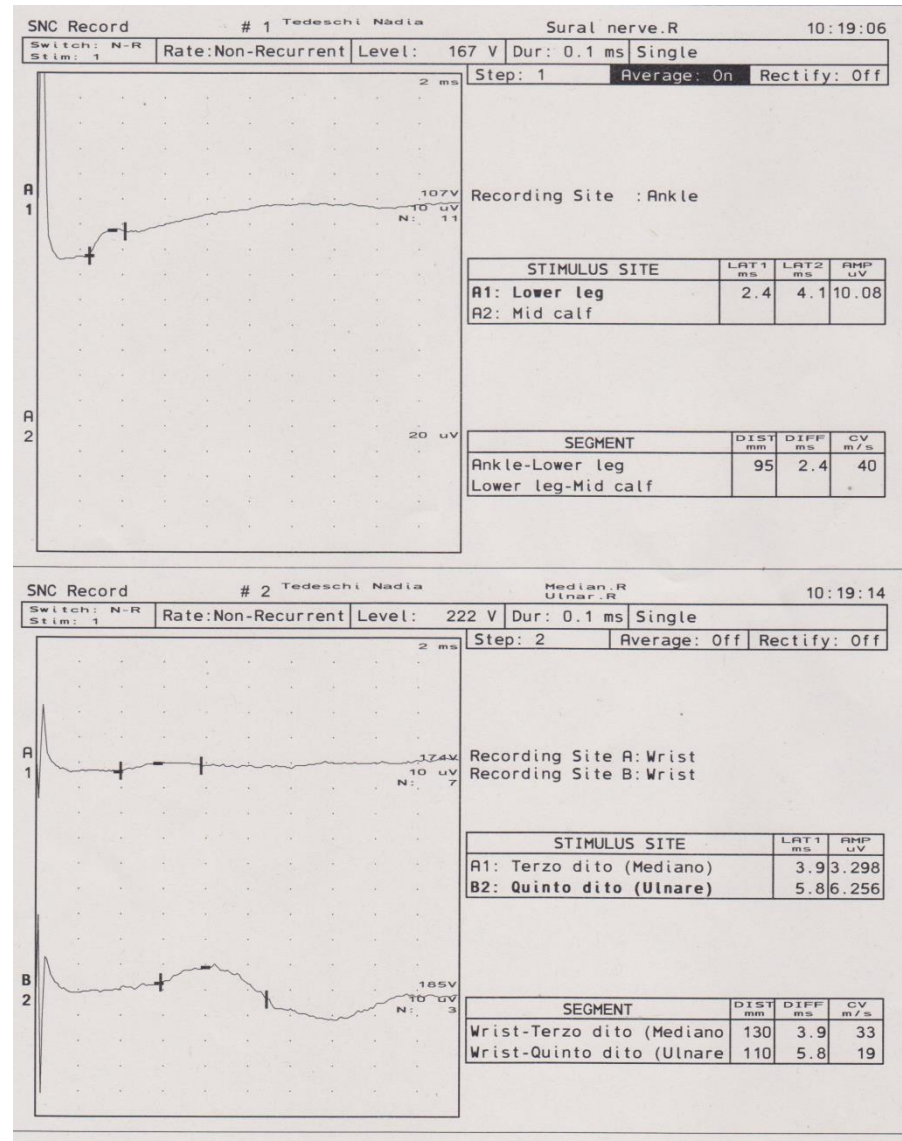 SNC Record # 1 Tedeschi Nadia Sural nerve.R 10:19:06
Switch: N-R
Stim: 1 Rate:Non-Recurrent Level: 167 V Dur: 0.1 ms Single
2 ms Step: 1 Average: On Rectify: Off
A
1
107V
10 uV
N: 11
Recording Site :Ankle
STIMULUS SITE LAT1 ms LAT2 ms AMP uV
A1: Lower leg 2.4 4.1 10.08
A2: Mid calf
A
2
20 uV
SEGMENT DIST mm DIFF ms CV m/s
Ankle-Lower leg 95 2.4 40
Lower leg-Mid calf
SNC Record # 2 Tedeschi Nadia Median.R
Ulnar.R 10:19:14
Switch: N-R
Stim: 1 Rate:Non-Recurrent Level: 222 V Dur: 0.1 ms Single
2 ms Step: 2 Average: Off Rectify: Off
A
1
174V
10 uV
N: 7
Recording Site A:Wrist
Recording Site B:Wrist
STIMULUS SITE LAT1 ms AMP uV
A1: Terzo dito (Mediano) 3.9 3.298
B2: Quinto dito (Ulnare) 5.8 6.256
B
2
185V
10 uV
N: 3
SEGMENT DIST mm DIFF ms CV m/s
Wrist-Terzo dito (Mediano 130 3.9 33
Wrist-Quinto dito (Ulnare 110 5.8 19